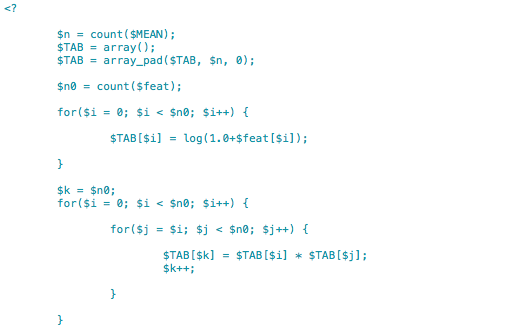 <?
$n = count($MEAN);
$TAB = array();
$TAB = array_pad($TAB, $n, 0);
$n0 = count($feat);
for($i = 0; $i < $n0; $i++) {
$TAB[$i] = log(1.0+$feat[$i]);
}
$k = $n0;
for($i = 0; $i < $n0; $i++) {
for($j = $i; $j < $n0; $j++) {
$TAB[$k] = $TAB[$i] * $TAB[$j];
$k++;
}
}